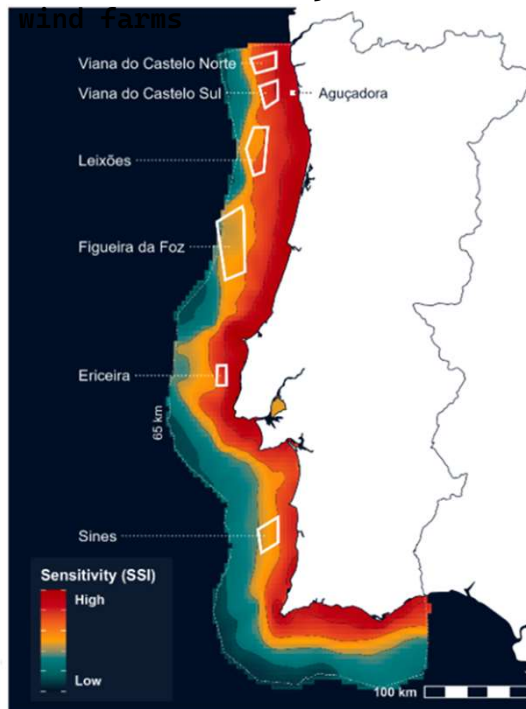 wind farms
Viana do Castelo Norte
Viana do Castelo Sul
Aguçadora
Leixões
Figueira da Foz
Ericeira
65 km
Sines
Sensitivity (SSI)
High
Low
100 km